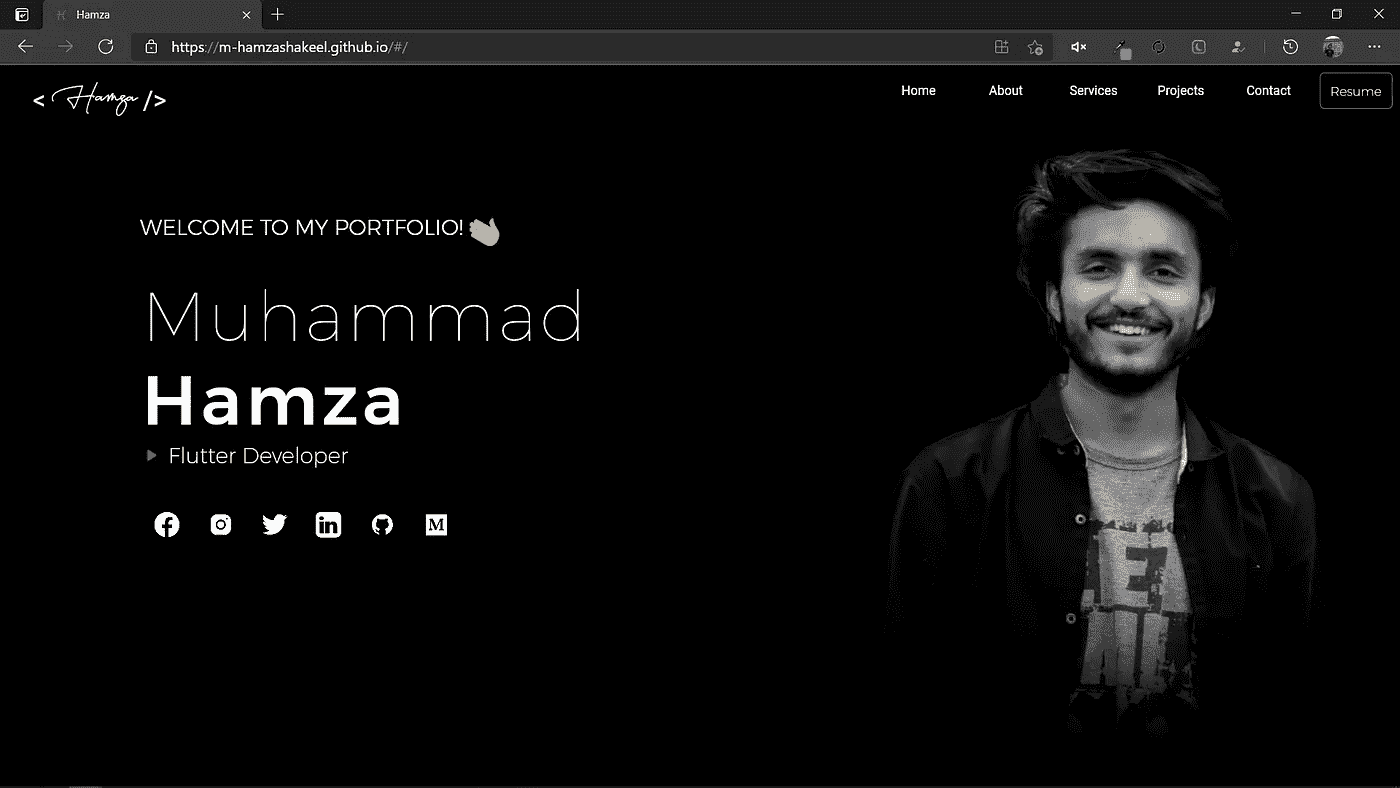 Hamza
https://m-hamzashakeel.github.io/#/
< Hamza />
Home About Services Projects Contact Resume
WELCOME TO MY PORTFOLIO!
Muhammad
Hamza
Flutter Developer
in M